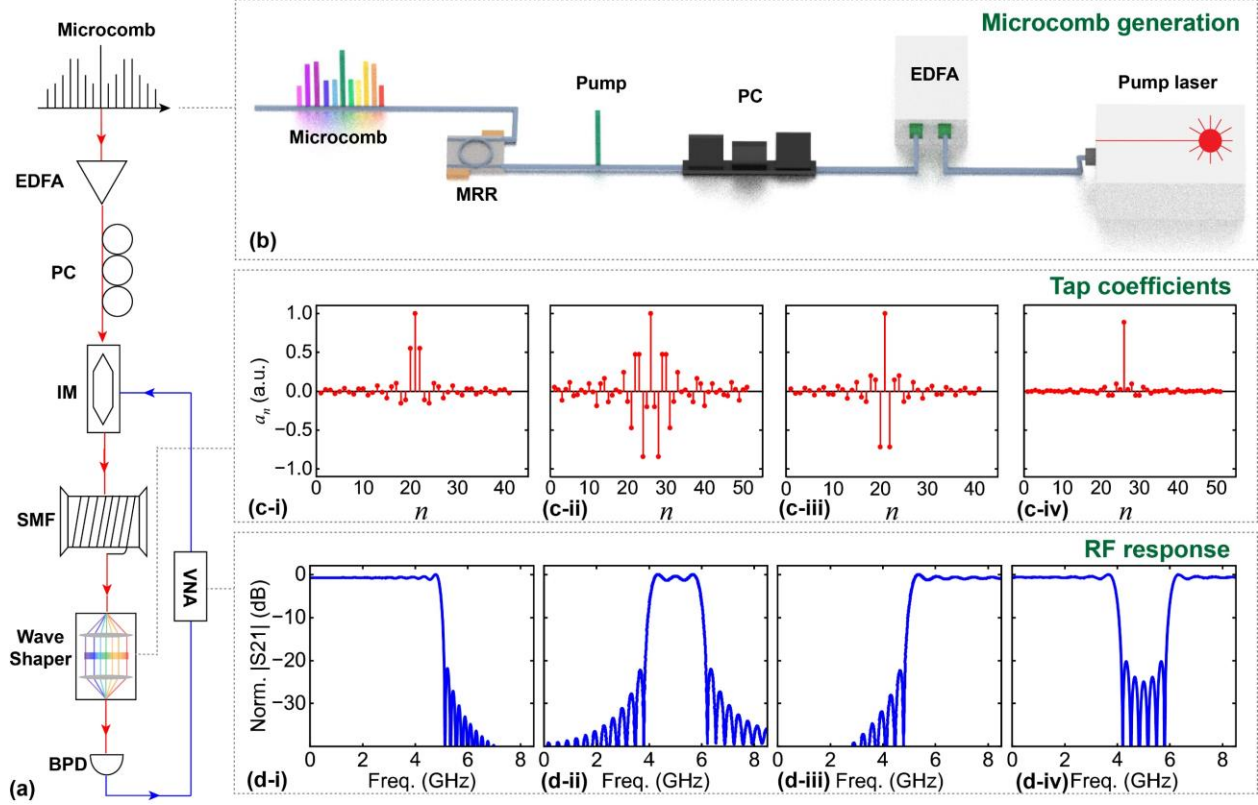 Microcomb
EDFA
PC
IM
SMF
VNA
Wave
Shaper
BPD
(a)
Microcomb generation
Microcomb
MRR
Pump
PC
EDFA
Pump laser
(b)
Tap coefficients
aₙ (a.u.)
1.0
0.5
0.0
−0.5
−1.0
0 10 20 30 40
0 10 20 30 40 50
0 10 20 30 40
0 10 20 30 40 50
(c-i) n
(c-ii) n
(c-iii) n
(c-iv) n
RF response
Norm. |S21| (dB)
0
−10
−20
−30
0 2 4 6 8
0 2 4 6 8
0 2 4 6 8
0 2 4 6 8
(d-i) Freq. (GHz)
(d-ii) Freq. (GHz)
(d-iii) Freq. (GHz)
(d-iv) Freq. (GHz)